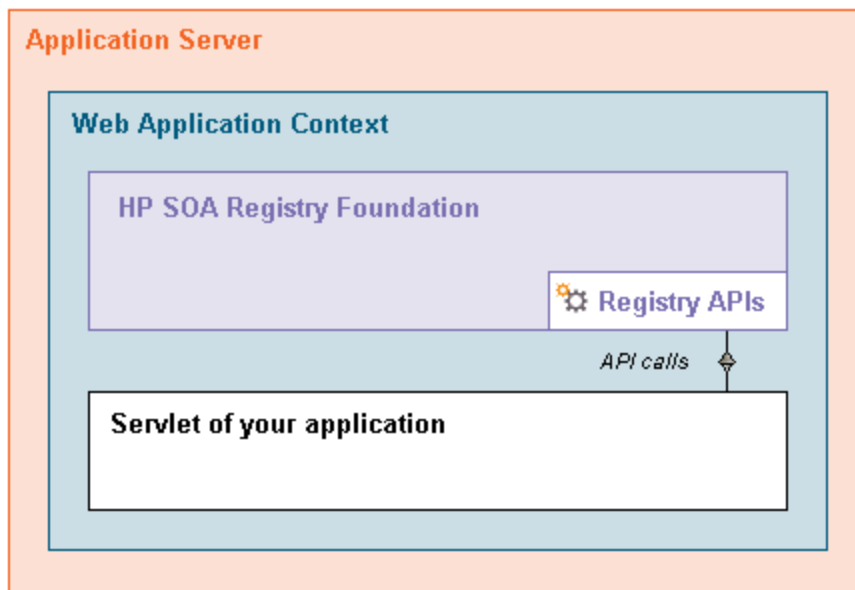 Application Server
Web Application Context
HP SOA Registry Foundation
Registry APIs
API calls
Servlet of your application